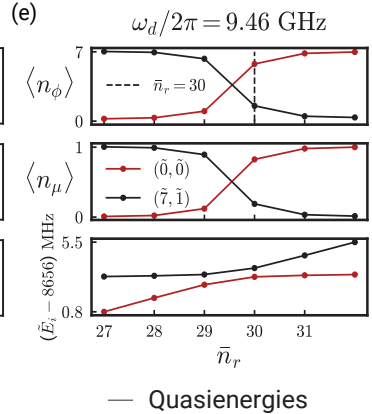 (e)
ω_d/2π = 9.46 MHz
7
⟨n_ϕ⟩
n̄_r = 30
0
1
⟨n_μ⟩
(0̃, 0̃)
(7̃, 1̃)
0
(Ẽ_i − 8656) MHz
5.5
0.8
27 28 29 30 31
n̄_r
Quasienergies